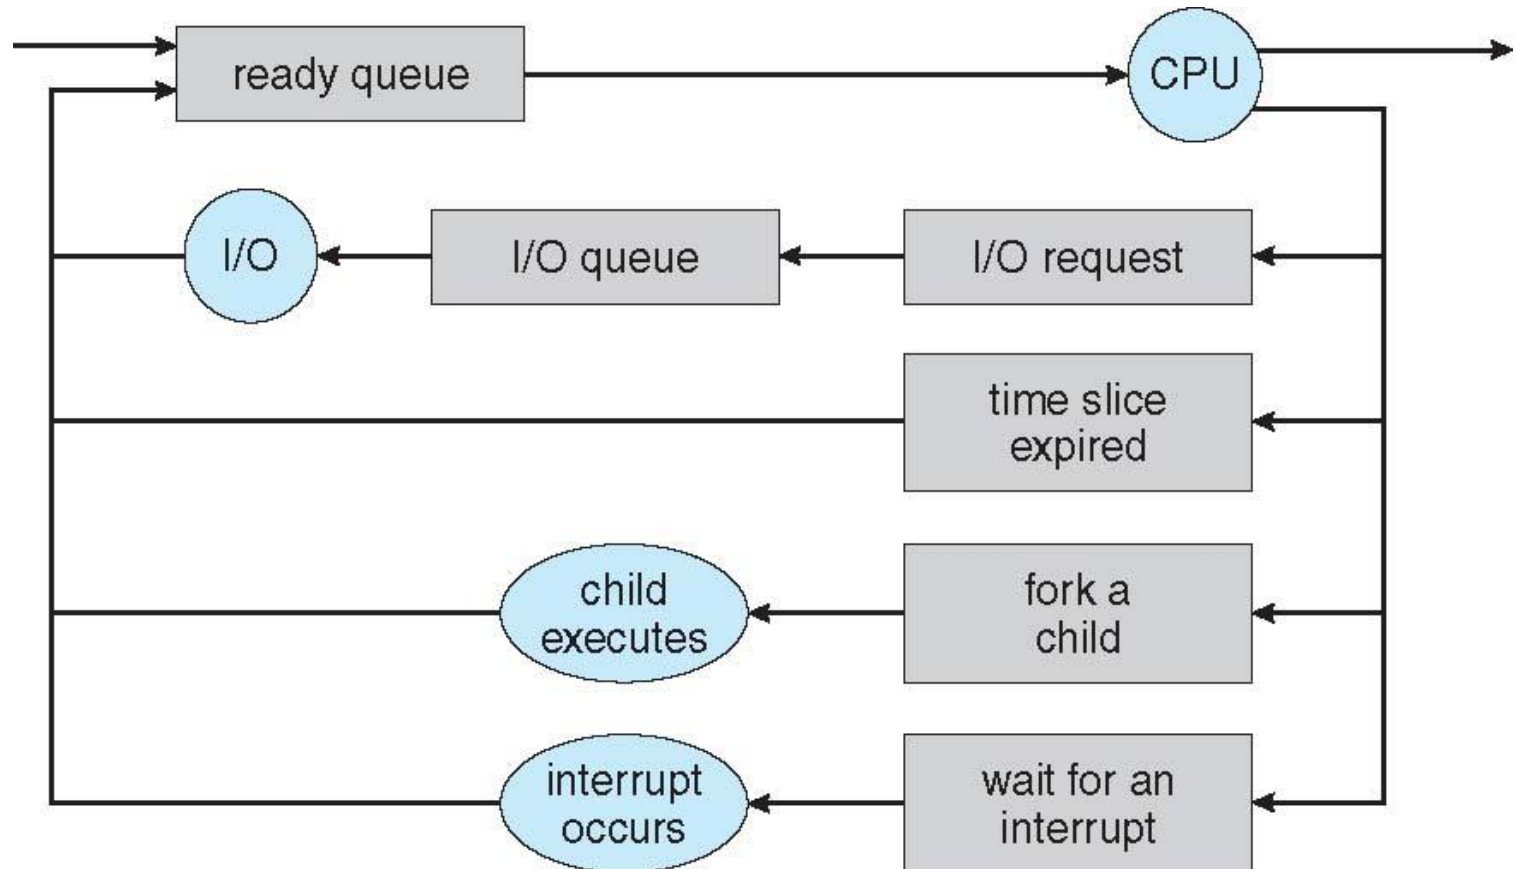 ready queue
CPU
I/O
I/O queue
I/O request
time slice
expired
child
executes
fork a
child
interrupt
occurs
wait for an
interrupt